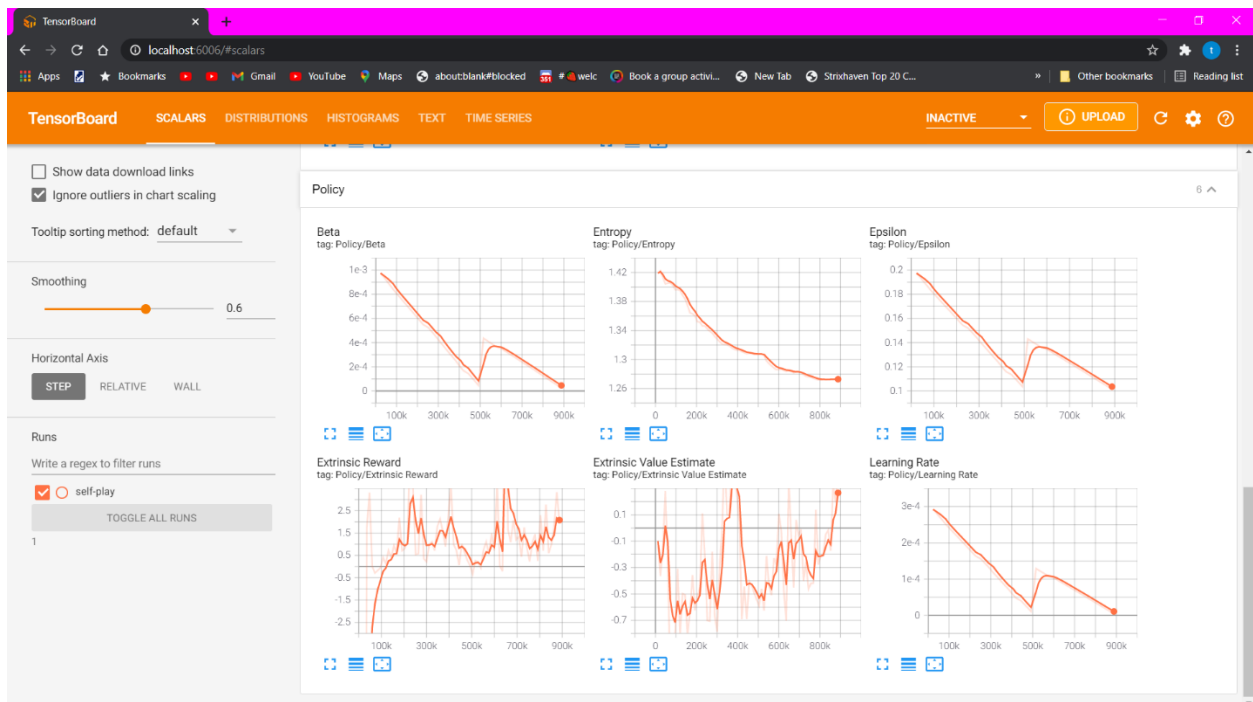 TensorBoard
localhost:6006/#scalars
Apps Bookmarks Gmail YouTube Maps about:blank#blocked welc Book a group activi... New Tab Strixhaven Top 20 C... » Other bookmarks Reading list
t
TensorBoard SCALARS DISTRIBUTIONS HISTOGRAMS TEXT TIME SERIES INACTIVE UPLOAD
Show data download links
Ignore outliers in chart scaling
Tooltip sorting method: default
Smoothing
0.6
Horizontal Axis
STEP RELATIVE WALL
Runs
Write a regex to filter runs
self-play
TOGGLE ALL RUNS
1
Policy 6
Beta
tag: Policy/Beta
1e-3
8e-4
6e-4
4e-4
2e-4
0
100k 300k 500k 700k 900k
Entropy
tag: Policy/Entropy
1.42
1.38
1.34
1.3
1.26
0 200k 400k 600k 800k
Epsilon
tag: Policy/Epsilon
0.2
0.18
0.16
0.14
0.12
0.1
100k 300k 500k 700k 900k
Extrinsic Reward
tag: Policy/Extrinsic Reward
2.5
1.5
0.5
-0.5
-1.5
-2.5
100k 300k 500k 700k 900k
Extrinsic Value Estimate
tag: Policy/Extrinsic Value Estimate
0.1
-0.1
-0.3
-0.5
-0.7
0 200k 400k 600k 800k
Learning Rate
tag: Policy/Learning Rate
3e-4
2e-4
1e-4
0
100k 300k 500k 700k 900k